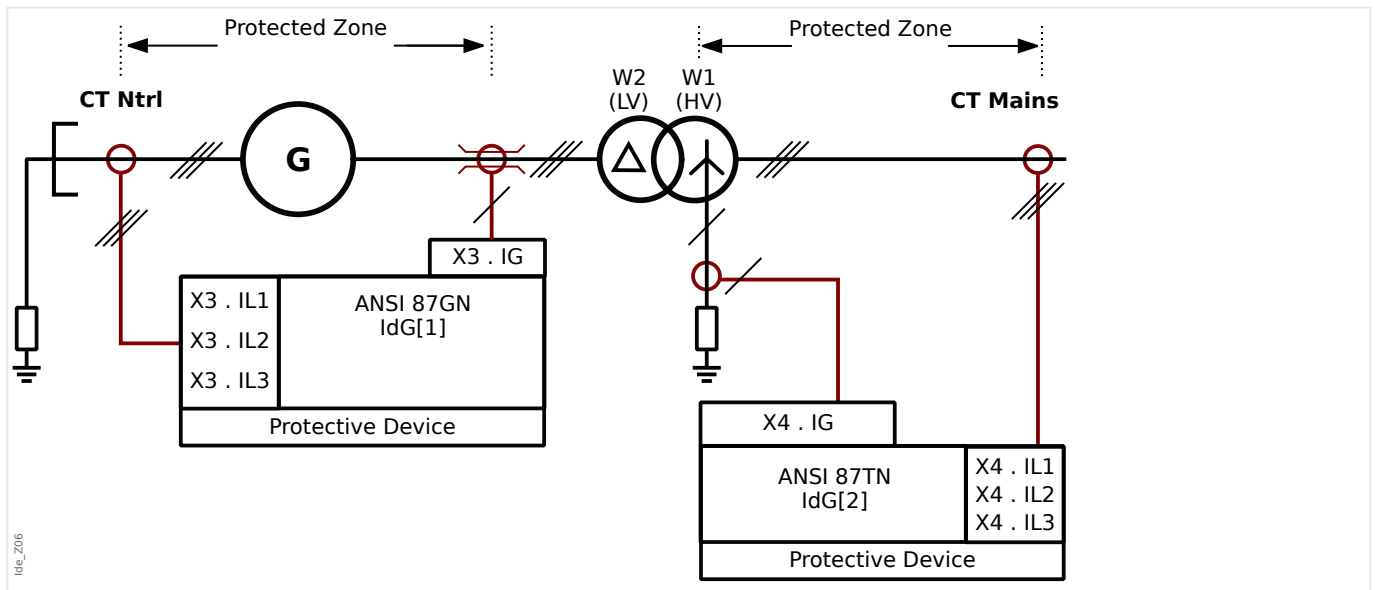 Protected Zone
Protected Zone
CT Ntrl
W2
(LV)
W1
(HV)
CT Mains
G
X3 . IG
X3 . IL1
X3 . IL2
X3 . IL3
ANSI 87GN
IdG[1]
Protective Device
X4 . IG
ANSI 87TN
IdG[2]
X4 . IL1
X4 . IL2
X4 . IL3
Protective Device
Ide_Z06